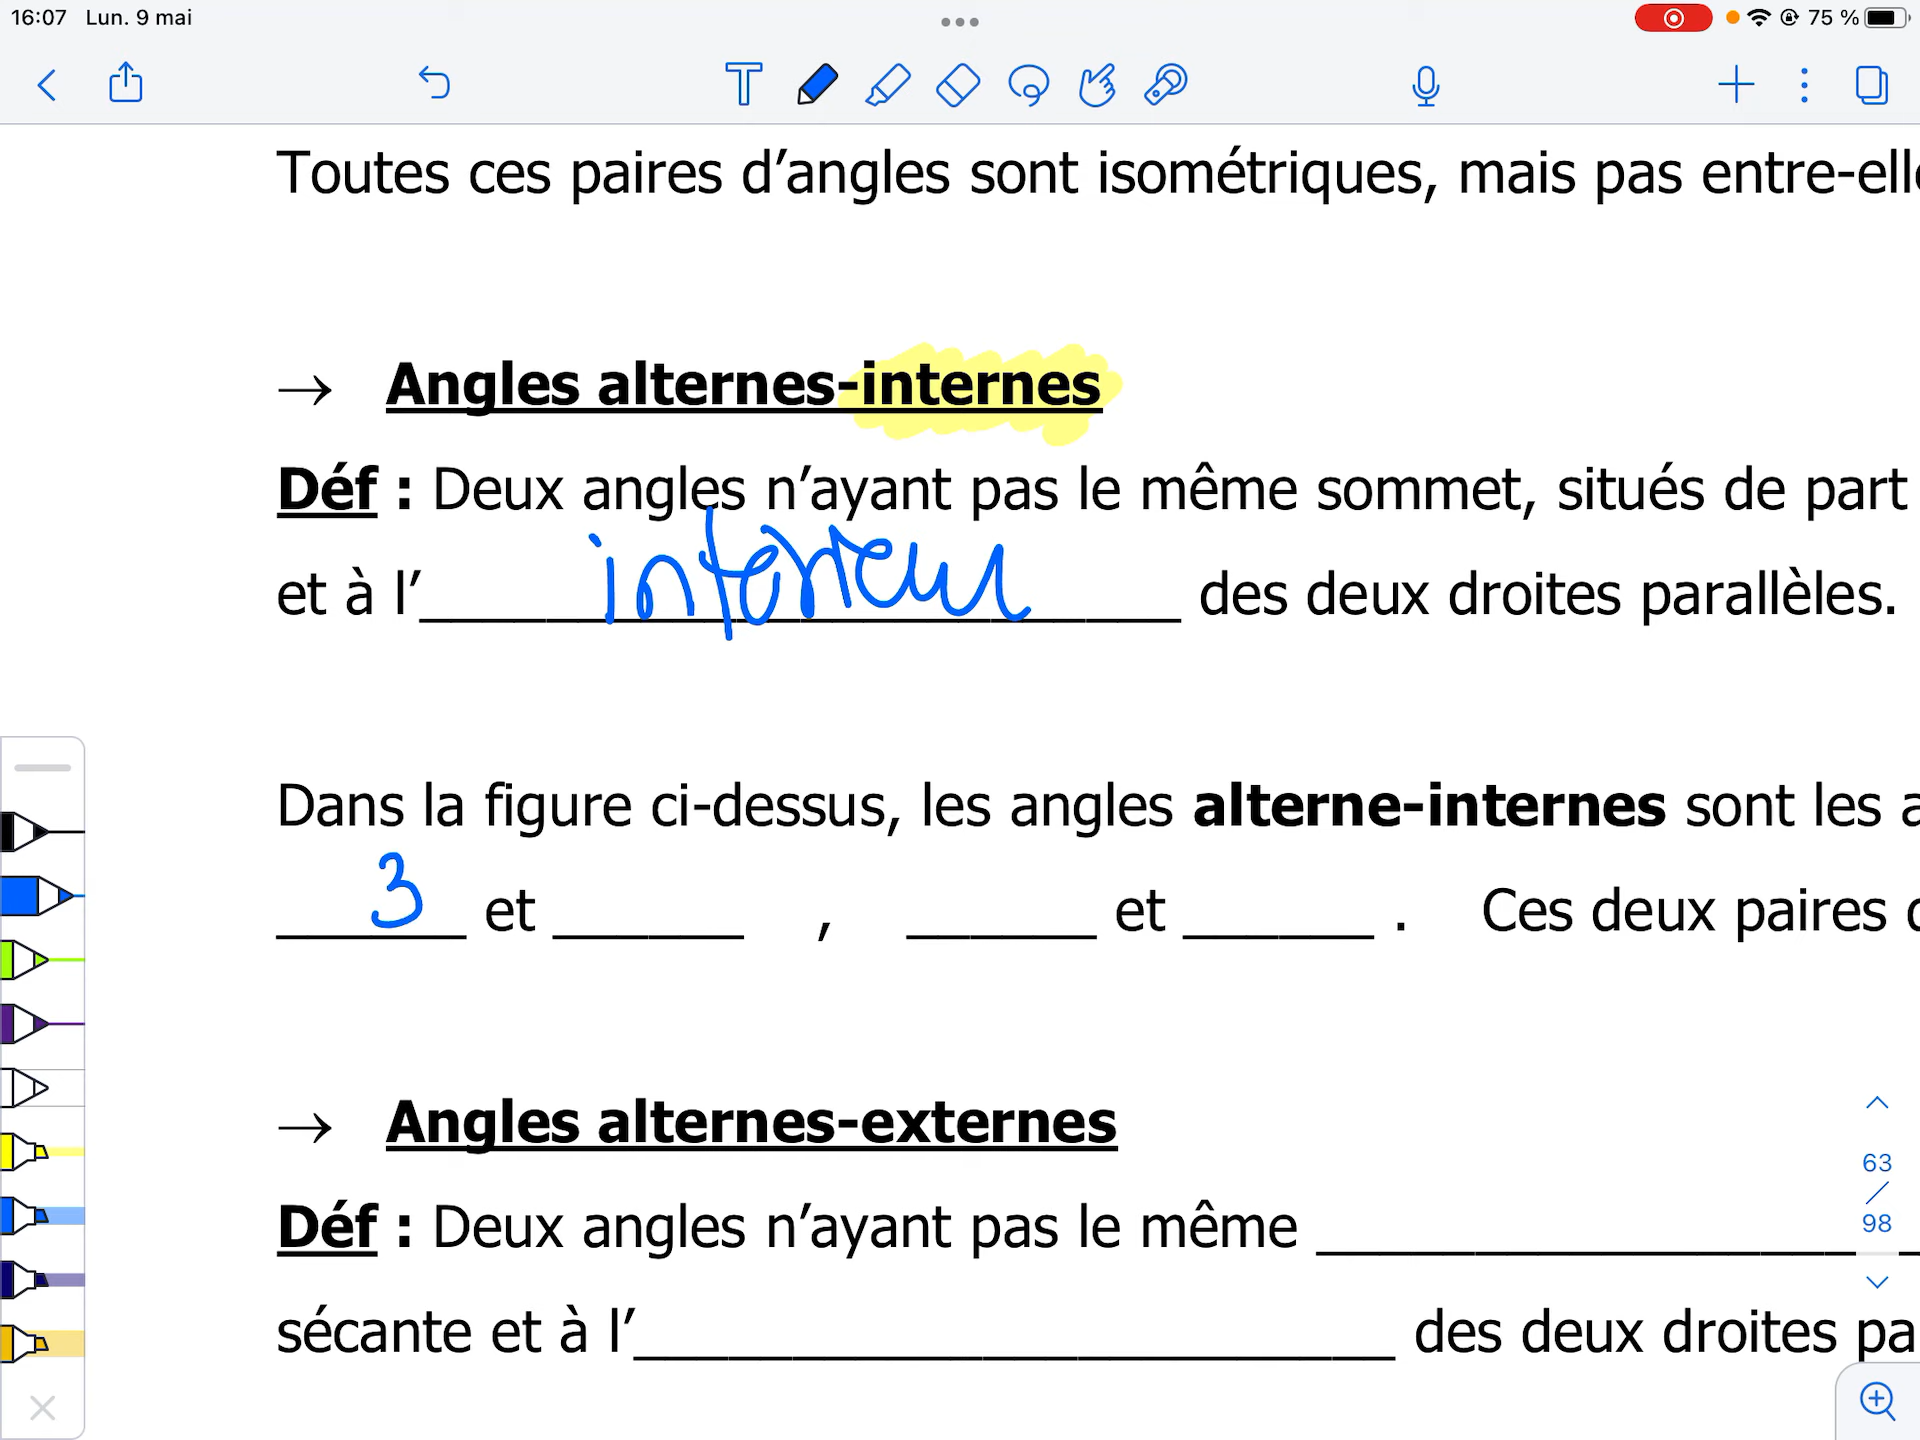 16:07 Lun. 9 mai
75 %
T
Toutes ces paires d’angles sont isométriques, mais pas entre-elle
→ Angles alternes-internes
Déf : Deux angles n’ayant pas le même sommet, situés de part
et à l’ intérieur des deux droites parallèles.
Dans la figure ci-dessus, les angles alterne-internes sont les a
3 et ______ , ______ et ______ . Ces deux paires d
→ Angles alternes-externes
63
/
98
Déf : Deux angles n’ayant pas le même ______
sécante et à l’______ des deux droites pa